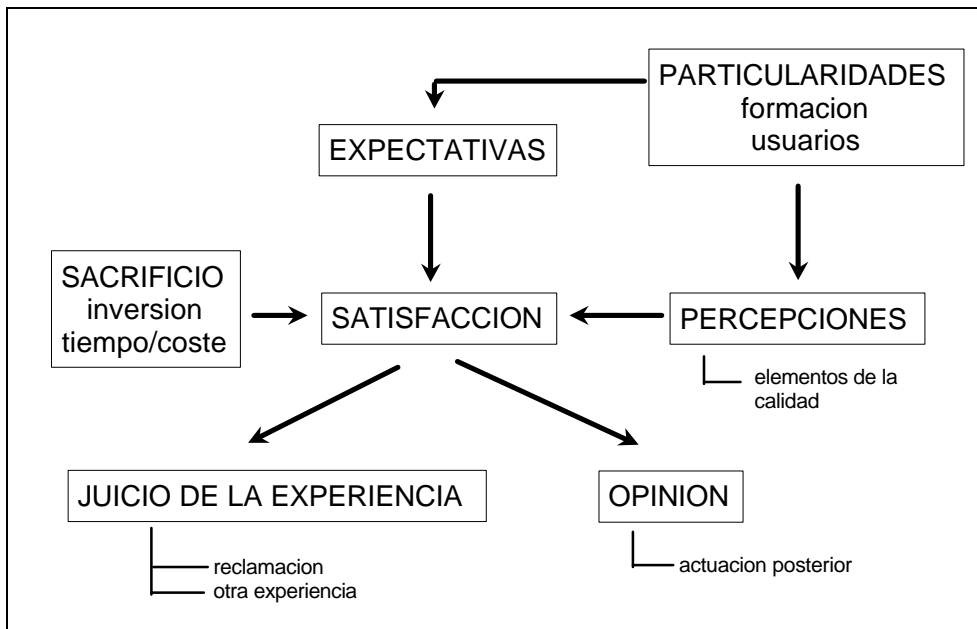 PARTICULARIDADES
formacion
usuarios
EXPECTATIVAS
SACRIFICIO
inversion
tiempo/coste
SATISFACCION
PERCEPCIONES
elementos de la
calidad
JUICIO DE LA EXPERIENCIA
reclamacion
otra experiencia
OPINION
actuacion posterior